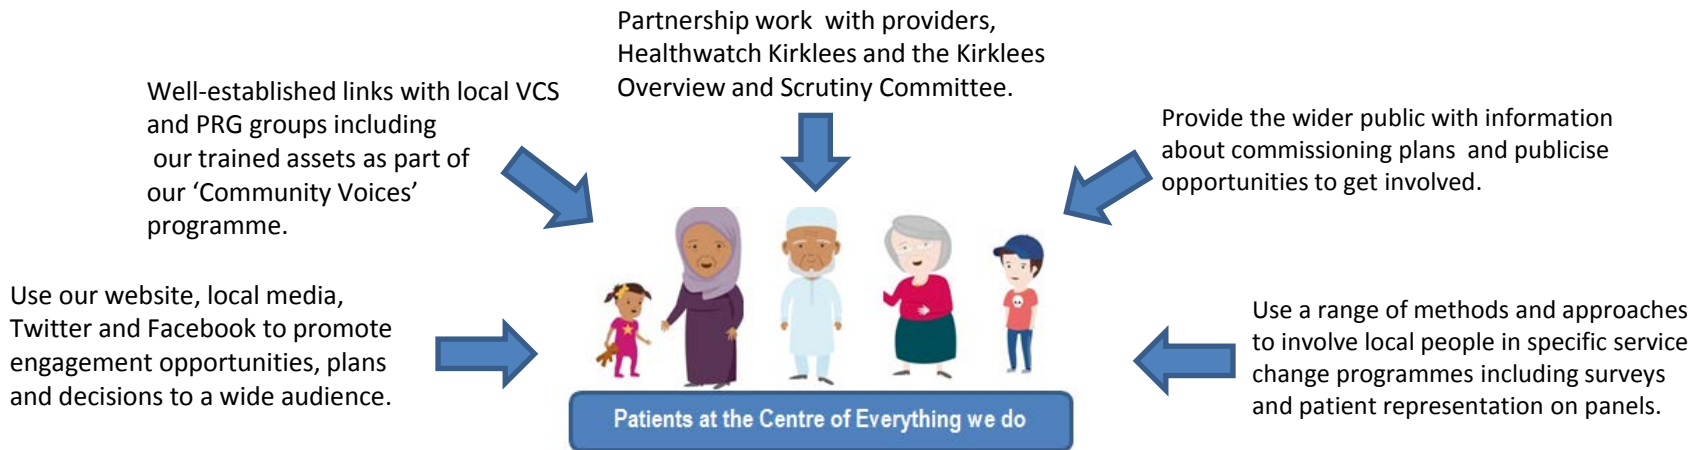 Partnership work  with providers,
Healthwatch Kirklees and the Kirklees
Overview and Scrutiny Committee.
Well-established links with local VCS
and PRG groups including
our trained assets as part of
our ‘Community Voices’
programme.
Provide the wider public with information
about commissioning plans  and publicise
opportunities to get involved.
Use our website, local media,
Twitter and Facebook to promote
engagement opportunities, plans
and decisions to a wide audience.
Use a range of methods and approaches
to involve local people in specific service
change programmes including surveys
and patient representation on panels.
Patients at the Centre of Everything we do